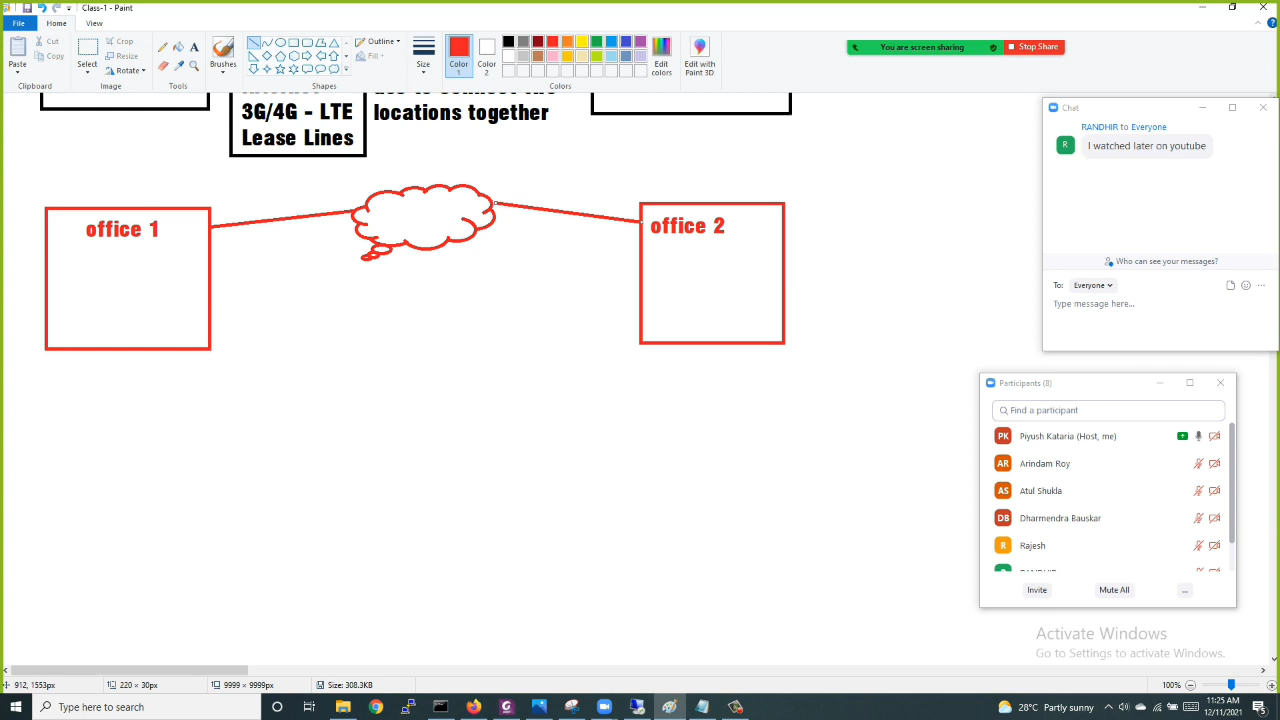 Class-1 - Paint
File
Home
View
Paste
Cut
Copy
Clipboard
Select
Crop
Resize
Rotate
Image
A
Tools
Brushes
Shapes
Outline
Fill
Size
Color 1
Color 2
Edit colors
Edit with Paint 3D
Colors
You are screen sharing
Stop Share
3G/4G - LTE
Lease Lines
locations together
office 1
office 2
Chat
RANDHIR to Everyone
R
I watched later on youtube
Who can see your messages?
To: Everyone
Type message here...
Participants (8)
Find a participant
PK Piyush Kataria (Host, me)
AR Arindam Roy
AS Atul Shukla
DB Dharmendra Bauskar
R Rajesh
RANDHIR
Invite
Mute All
...
Activate Windows
Go to Settings to activate Windows.
912, 1553px
220 × 30px
9999 × 9999px
Size: 308.3KB
100%
Type here to search
28°C Partly sunny
11:25 AM
12/11/2021